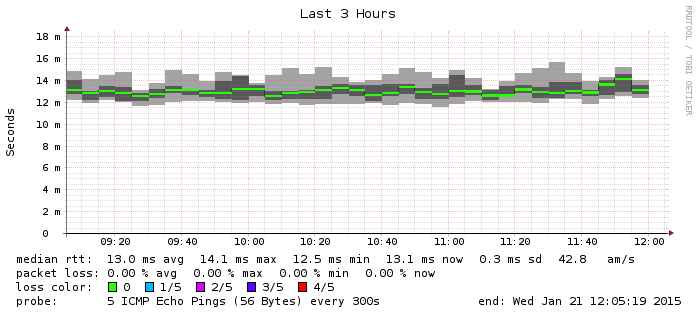 Last 3 Hours
RRDTOOL / TOBI OETIKER
Seconds
18 m
16 m
14 m
12 m
10 m
8 m
6 m
4 m
2 m
0
09:20 09:40 10:00 10:20 10:40 11:00 11:20 11:40 12:00
median rtt: 13.0 ms avg 14.1 ms max 12.5 ms min 13.1 ms now 0.3 ms sd 42.8 am/s
packet loss: 0.00 % avg 0.00 % max 0.00 % min 0.00 % now
loss color: 0 1/5 2/5 3/5 4/5
probe: 5 ICMP Echo Pings (56 Bytes) every 300s end: Wed Jan 21 12:05:19 2015